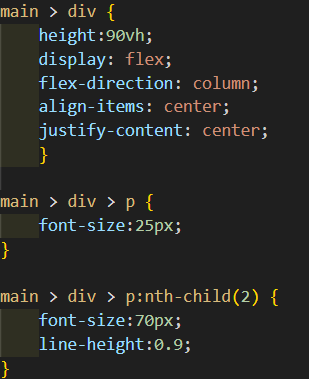 main > div {
    height:90vh;
    display: flex;
    flex-direction: column;
    align-items: center;
    justify-content: center;
    }

main > div > p {
    font-size:25px;
}

main > div > p:nth-child(2) {
    font-size:70px;
    line-height:0.9;
}